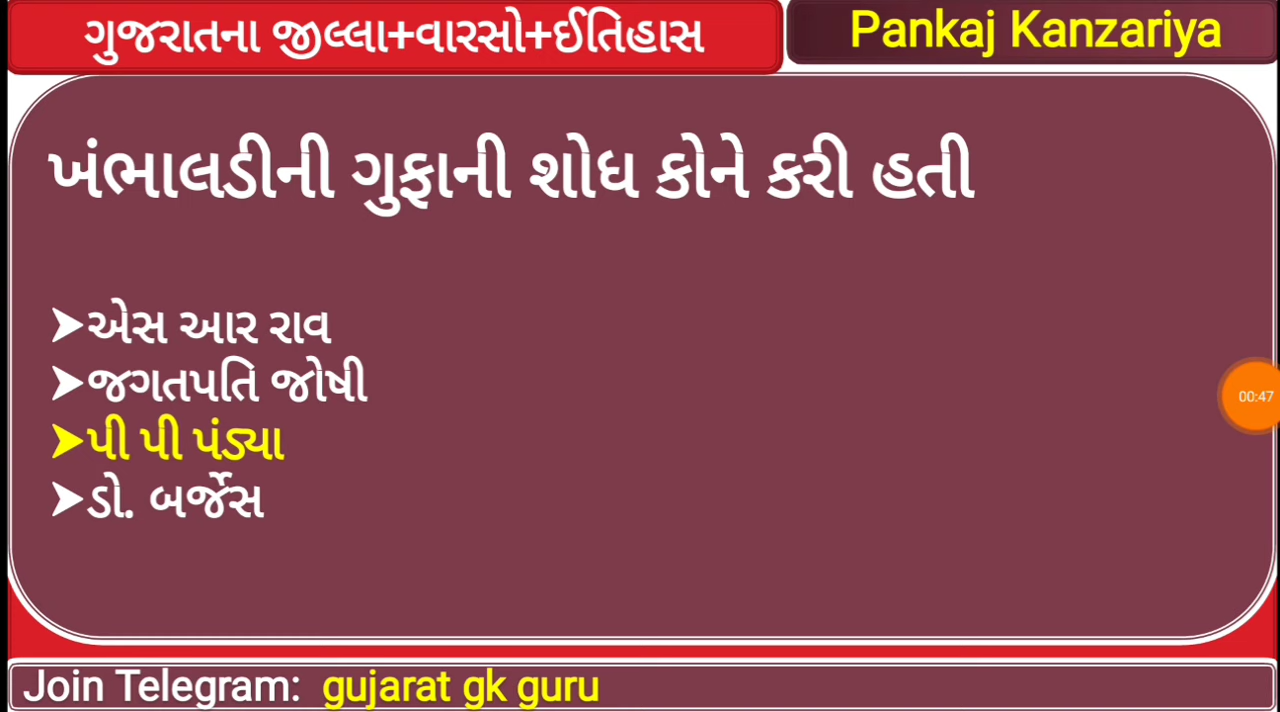 ગુજરાતના જીલ્લા+વારસો+ઈતિહાસ
Pankaj Kanzariya
ખંભાલડીની ગુફાની શોધ કોને કરી હતી
➤એસ આર રાવ
➤જગતપતિ જોષી
➤પી પી પંડ્યા
➤ડો. બર્જેસ
00:47
Join Telegram: gujarat gk guru